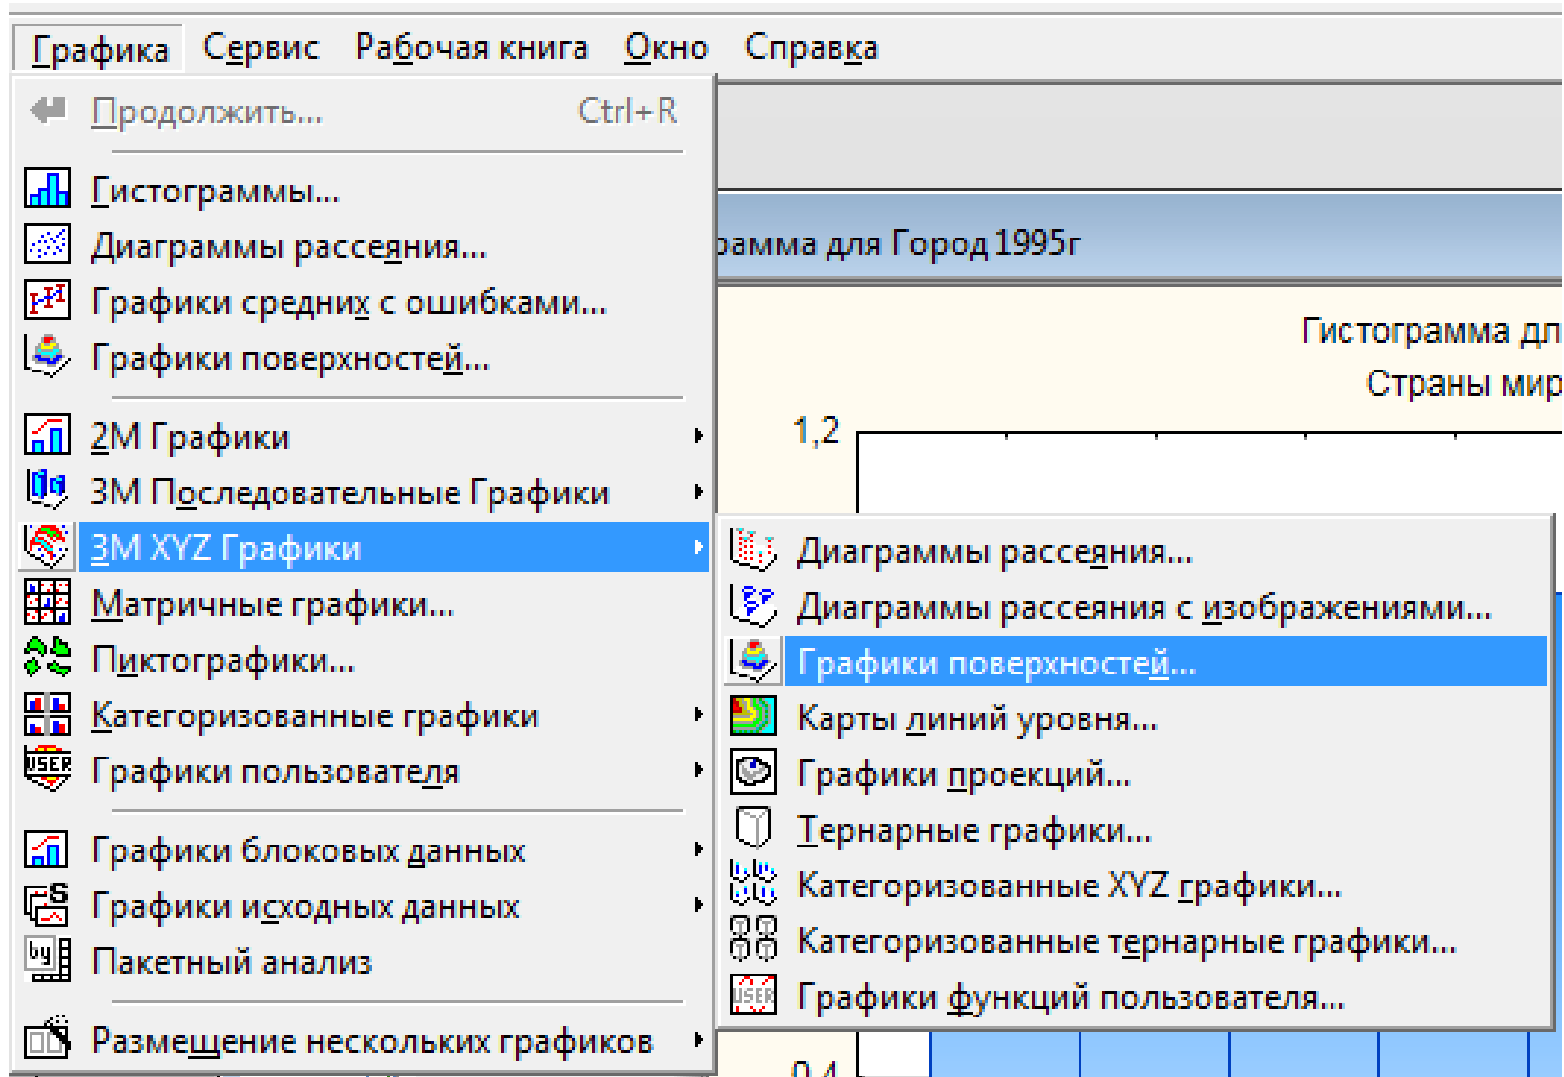 Графика Сервис Рабочая книга Окно Справка
Продолжить... Ctrl+R
Гистограммы...
Диаграммы рассеяния...
Графики средних с ошибками...
Графики поверхностей...
2М Графики
3М Последовательные Графики
3М XYZ Графики
Матричные графики...
Пиктографики...
Категоризованные графики
Графики пользователя
Графики блоковых данных
Графики исходных данных
Пакетный анализ
Размещение нескольких графиков
Диаграммы рассеяния...
Диаграммы рассеяния с изображениями...
Графики поверхностей...
Карты линий уровня...
Графики проекций...
Тернарные графики...
Категоризованные XYZ графики...
Категоризованные тернарные графики...
Графики функций пользователя...
рамма для Город 1995г
Гистограмма дл
Страны мир
1,2
0,4